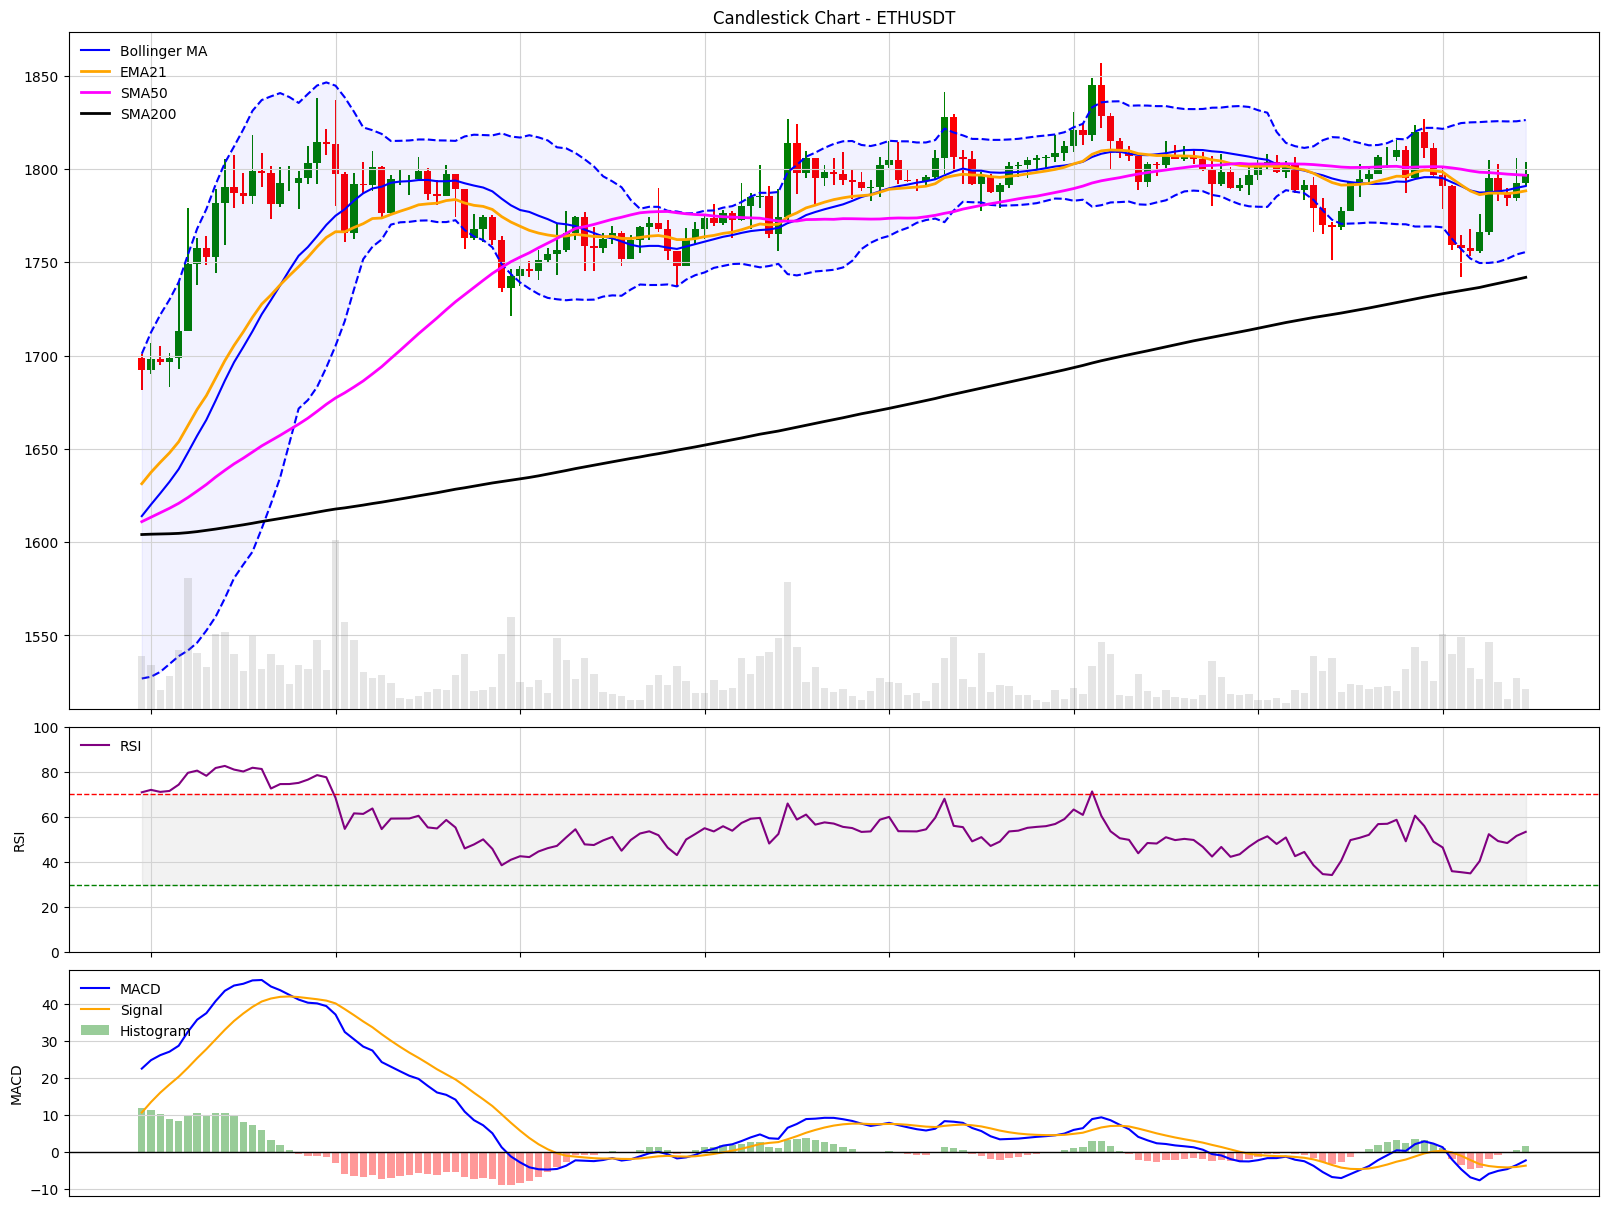 Candlestick Chart - ETHUSDT
Bollinger MA
EMA21
SMA50
SMA200
1850
1800
1750
1700
1650
1600
1550
RSI
100
80
60
40
20
0
RSI
MACD
Signal
Histogram
40
30
20
10
0
−10
MACD